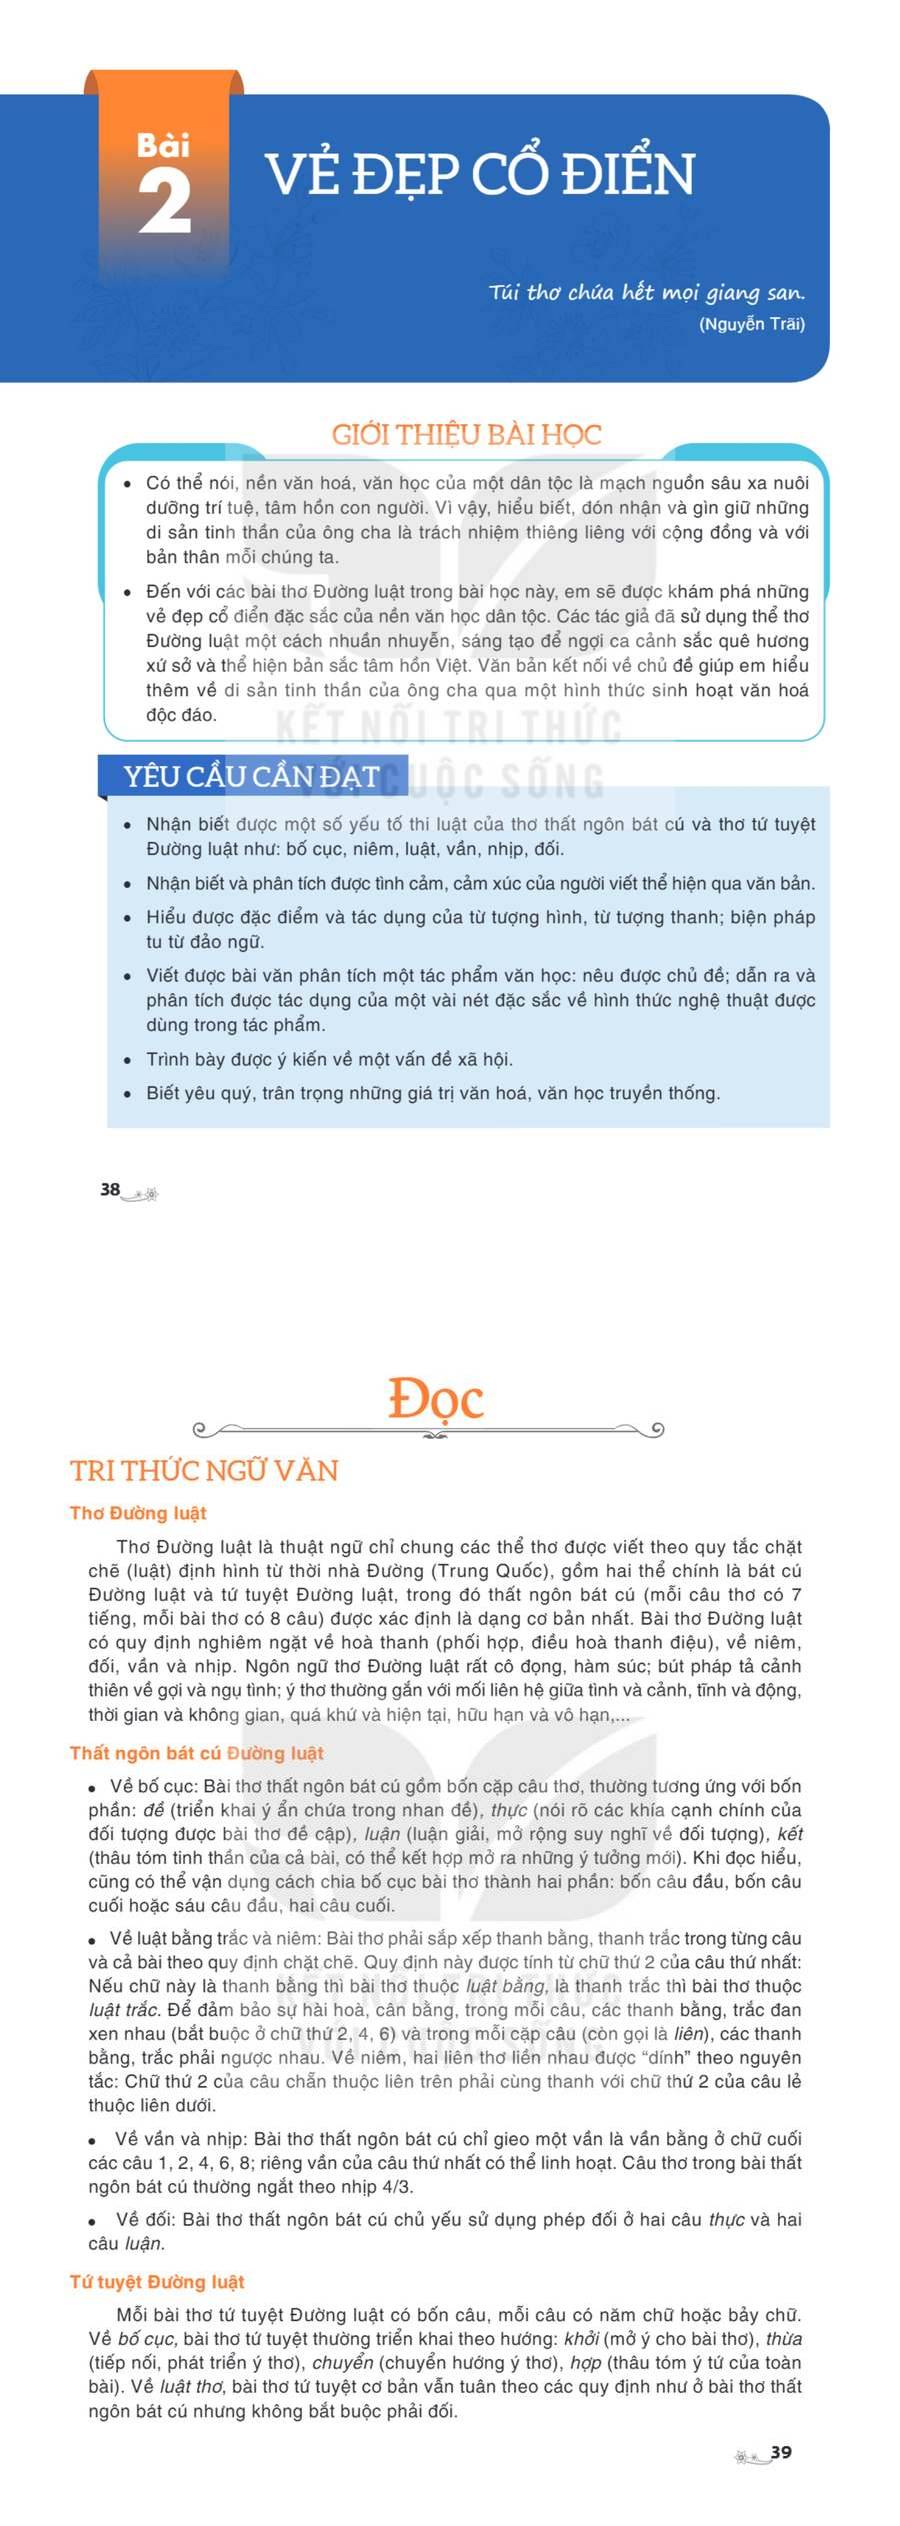 Bài
2
VẺ ĐẸP CỔ ĐIỂN
Túi thơ chứa hết mọi giang san.
(Nguyễn Trãi)
GIỚI THIỆU BÀI HỌC
• Có thể nói, nền văn hoá, văn học của một dân tộc là mạch nguồn sâu xa nuôi
dưỡng trí tuệ, tâm hồn con người. Vì vậy, hiểu biết, đón nhận và gìn giữ những
di sản tinh thần của ông cha là trách nhiệm thiêng liêng với cộng đồng và với
bản thân mỗi chúng ta.
• Đến với các bài thơ Đường luật trong bài học này, em sẽ được khám phá những
vẻ đẹp cổ điển đặc sắc của nền văn học dân tộc. Các tác giả đã sử dụng thể thơ
Đường luật một cách nhuần nhuyễn, sáng tạo để ngợi ca cảnh sắc quê hương
xứ sở và thể hiện bản sắc tâm hồn Việt. Văn bản kết nối về chủ đề giúp em hiểu
thêm về di sản tinh thần của ông cha qua một hình thức sinh hoạt văn hoá
độc đáo.
KẾT NỐI TRI THỨC
VỚI CUỘC SỐNG
YÊU CẦU CẦN ĐẠT
• Nhận biết được một số yếu tố thi luật của thơ thất ngôn bát cú và thơ tứ tuyệt
Đường luật như: bố cục, niêm, luật, vần, nhịp, đối.
• Nhận biết và phân tích được tình cảm, cảm xúc của người viết thể hiện qua văn bản.
• Hiểu được đặc điểm và tác dụng của từ tượng hình, từ tượng thanh; biện pháp
tu từ đảo ngữ.
• Viết được bài văn phân tích một tác phẩm văn học: nêu được chủ đề; dẫn ra và
phân tích được tác dụng của một vài nét đặc sắc về hình thức nghệ thuật được
dùng trong tác phẩm.
• Trình bày được ý kiến về một vấn đề xã hội.
• Biết yêu quý, trân trọng những giá trị văn hoá, văn học truyền thống.
38
Đọc
TRI THỨC NGỮ VĂN
Thơ Đường luật
Thơ Đường luật là thuật ngữ chỉ chung các thể thơ được viết theo quy tắc chặt
chẽ (luật) định hình từ thời nhà Đường (Trung Quốc), gồm hai thể chính là bát cú
Đường luật và tứ tuyệt Đường luật, trong đó thất ngôn bát cú (mỗi câu thơ có 7
tiếng, mỗi bài thơ có 8 câu) được xác định là dạng cơ bản nhất. Bài thơ Đường luật
có quy định nghiêm ngặt về hoà thanh (phối hợp, điều hoà thanh điệu), về niêm,
đối, vần và nhịp. Ngôn ngữ thơ Đường luật rất cô đọng, hàm súc; bút pháp tả cảnh
thiên về gợi và ngụ tình; ý thơ thường gắn với mối liên hệ giữa tình và cảnh, tĩnh và động,
thời gian và không gian, quá khứ và hiện tại, hữu hạn và vô hạn,...
Thất ngôn bát cú Đường luật
• Về bố cục: Bài thơ thất ngôn bát cú gồm bốn cặp câu thơ, thường tương ứng với bốn
phần: đề (triển khai ý ẩn chứa trong nhan đề), thực (nói rõ các khía cạnh chính của
đối tượng được bài thơ đề cập), luận (luận giải, mở rộng suy nghĩ về đối tượng), kết
(thâu tóm tinh thần của cả bài, có thể kết hợp mở ra những ý tưởng mới). Khi đọc hiểu,
cũng có thể vận dụng cách chia bố cục bài thơ thành hai phần: bốn câu đầu, bốn câu
cuối hoặc sáu câu đầu, hai câu cuối.
• Về luật bằng trắc và niêm: Bài thơ phải sắp xếp thanh bằng, thanh trắc trong từng câu
và cả bài theo quy định chặt chẽ. Quy định này được tính từ chữ thứ 2 của câu thứ nhất:
Nếu chữ này là thanh bằng thì bài thơ thuộc luật bằng, là thanh trắc thì bài thơ thuộc
luật trắc. Để đảm bảo sự hài hoà, cân bằng, trong mỗi câu, các thanh bằng, trắc đan
xen nhau (bắt buộc ở chữ thứ 2, 4, 6) và trong mỗi cặp câu (còn gọi là liên), các thanh
bằng, trắc phải ngược nhau. Về niêm, hai liên thơ liền nhau được “dính” theo nguyên
tắc: Chữ thứ 2 của câu chẵn thuộc liên trên phải cùng thanh với chữ thứ 2 của câu lẻ
thuộc liên dưới.
KẾT NỐI TRI THỨC
VỚI CUỘC SỐNG
• Về vần và nhịp: Bài thơ thất ngôn bát cú chỉ gieo một vần là vần bằng ở chữ cuối
các câu 1, 2, 4, 6, 8; riêng vần của câu thứ nhất có thể linh hoạt. Câu thơ trong bài thất
ngôn bát cú thường ngắt theo nhịp 4/3.
• Về đối: Bài thơ thất ngôn bát cú chủ yếu sử dụng phép đối ở hai câu thực và hai
câu luận.
Tứ tuyệt Đường luật
Mỗi bài thơ tứ tuyệt Đường luật có bốn câu, mỗi câu có năm chữ hoặc bảy chữ.
Về bố cục, bài thơ tứ tuyệt thường triển khai theo hướng: khởi (mở ý cho bài thơ), thừa
(tiếp nối, phát triển ý thơ), chuyển (chuyển hướng ý thơ), hợp (thâu tóm ý tứ của toàn
bài). Về luật thơ, bài thơ tứ tuyệt cơ bản vẫn tuân theo các quy định như ở bài thơ thất
ngôn bát cú nhưng không bắt buộc phải đối.
39